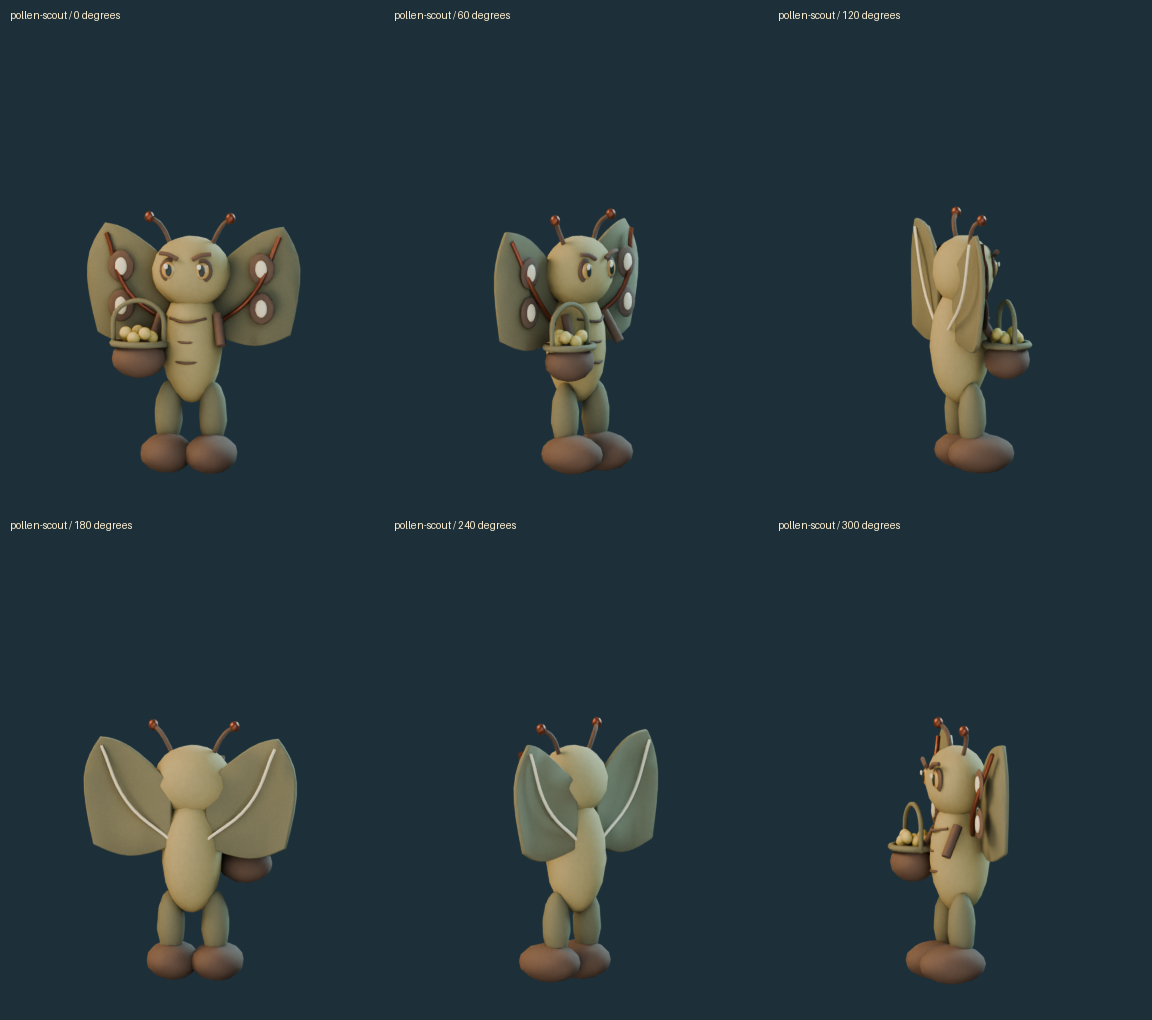 pollen-scout / 0 degrees
pollen-scout / 60 degrees
pollen-scout / 120 degrees
pollen-scout / 180 degrees
pollen-scout / 240 degrees
pollen-scout / 300 degrees